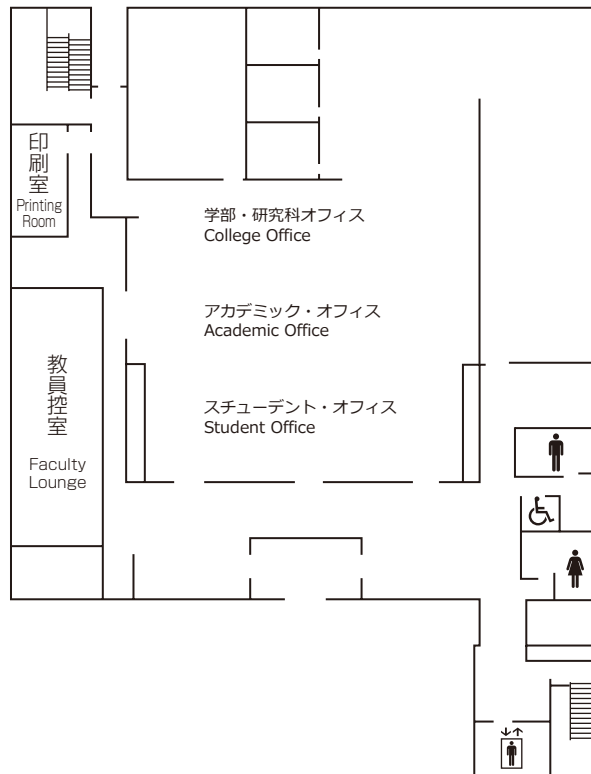 印刷室
Printing
Room
学部・研究科オフィス
College Office
アカデミック・オフィス
Academic Office
教員控室
Faculty
Lounge
スチューデント・オフィス
Student Office
↓↑